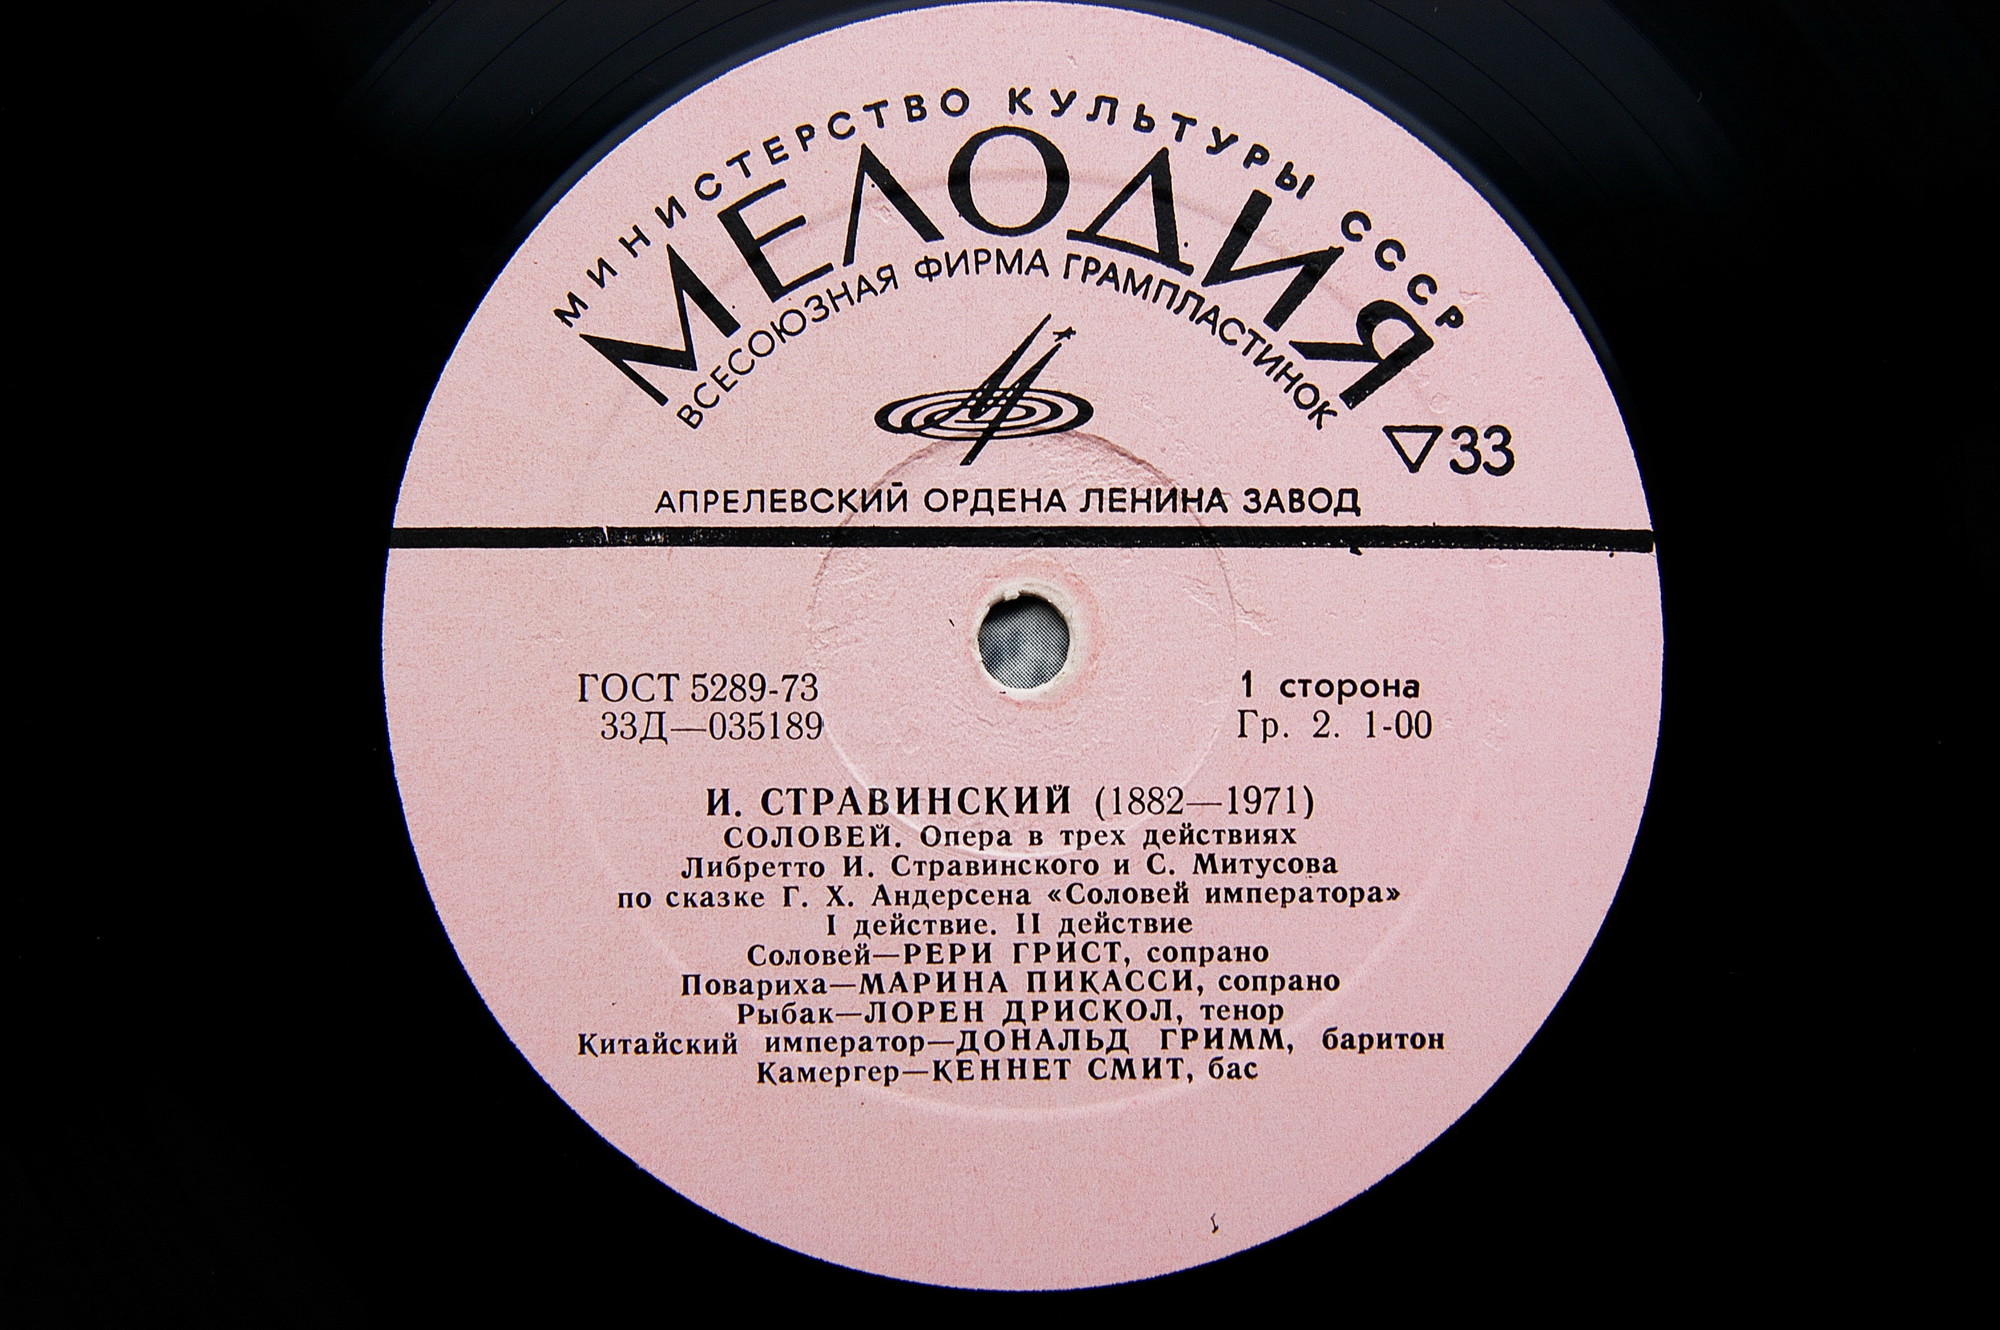 МИНИСТЕРСТВО КУЛЬТУРЫ СССР
МЕЛОДИЯ
ВСЕСОЮЗНАЯ ФИРМА ГРАМПЛАСТИНОК
33
АПРЕЛЕВСКИЙ ОРДЕНА ЛЕНИНА ЗАВОД
ГОСТ 5289-73
33Д—035189
1 сторона
Гр. 2. 1-00
И. СТРАВИНСКИЙ (1882—1971)
СОЛОВЕЙ. Опера в трех действиях
Либретто И. Стравинского и С. Митусова
по сказке Г. Х. Андерсена «Соловей императора»
I действие. II действие
Соловей—РЕРИ ГРИСТ, сопрано
Повариха—МАРИНА ПИКАССИ, сопрано
Рыбак—ЛОРЕН ДРИСКОЛ, тенор
Китайский император—ДОНАЛЬД ГРИММ, баритон
Камергер—КЕННЕТ СМИТ, бас